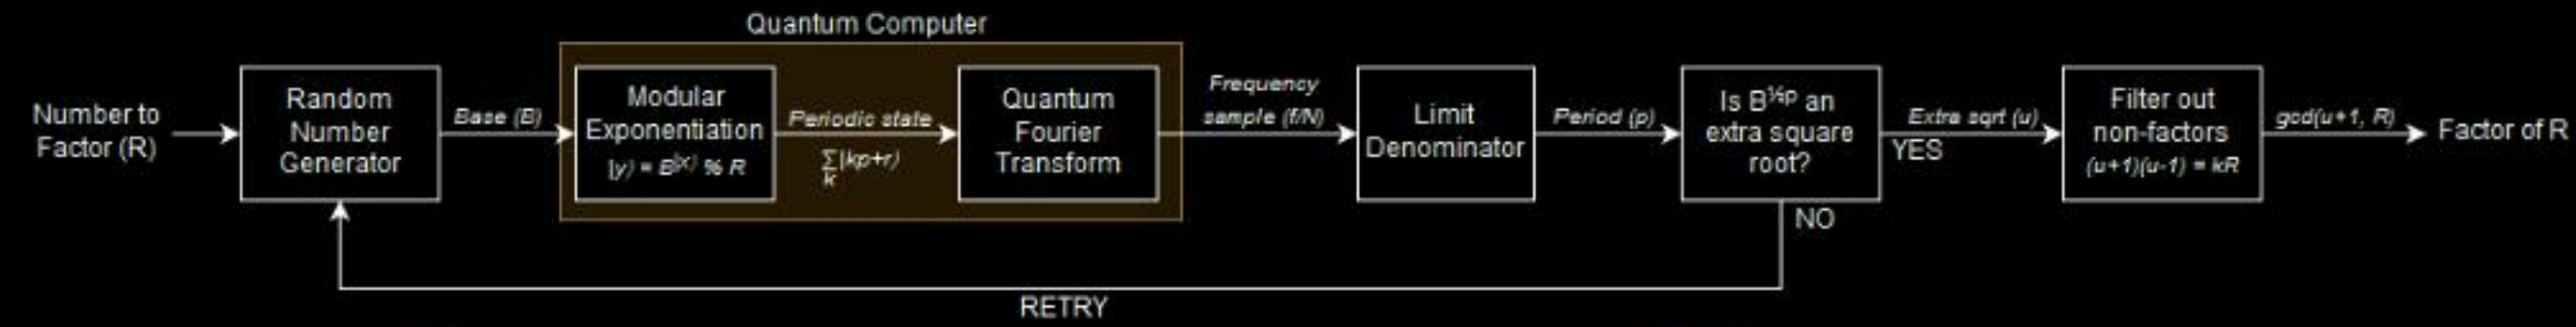 Quantum Computer
Number to
Factor (R)
Random
Number
Generator
Base (B)
Modular
Exponentiation
|y⟩ = B^|x⟩ % R
Periodic state
∑|kp+r⟩
k
Quantum
Fourier
Transform
Frequency
sample (f/N)
Limit
Denominator
Period (p)
Is B^½p an
extra square
root?
Extra sqrt (u)
YES
NO
Filter out
non-factors
(u+1)(u-1) = kR
gcd(u+1, R)
Factor of R
RETRY